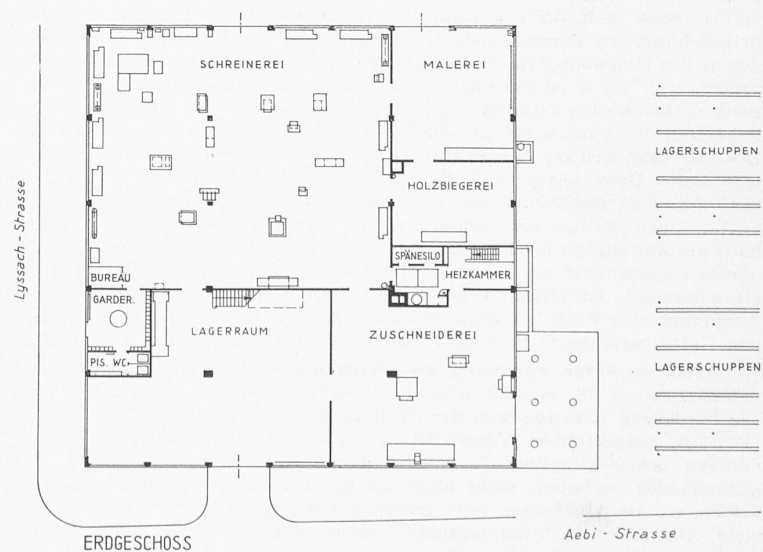 SCHREINEREI
MALEREI
LAGERSCHUPPEN
HOLZBIEGEREI
SPÄNESILO
HEIZKAMMER
BUREAU
GARDER.
LAGERRAUM
ZUSCHNEIDEREI
PIS. WC
LAGERSCHUPPEN
Lyssach-Strasse
Aebi-Strasse
ERDGESCHOSS